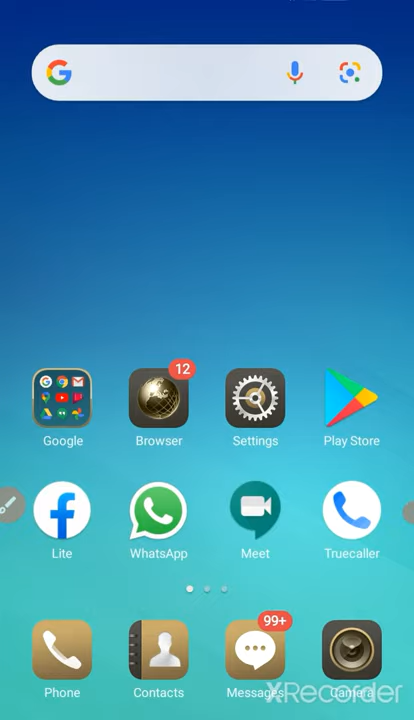 12
Google Browser Settings Play Store
Lite WhatsApp Meet Truecaller
99+
Phone Contacts Messages Camera
XRecorder